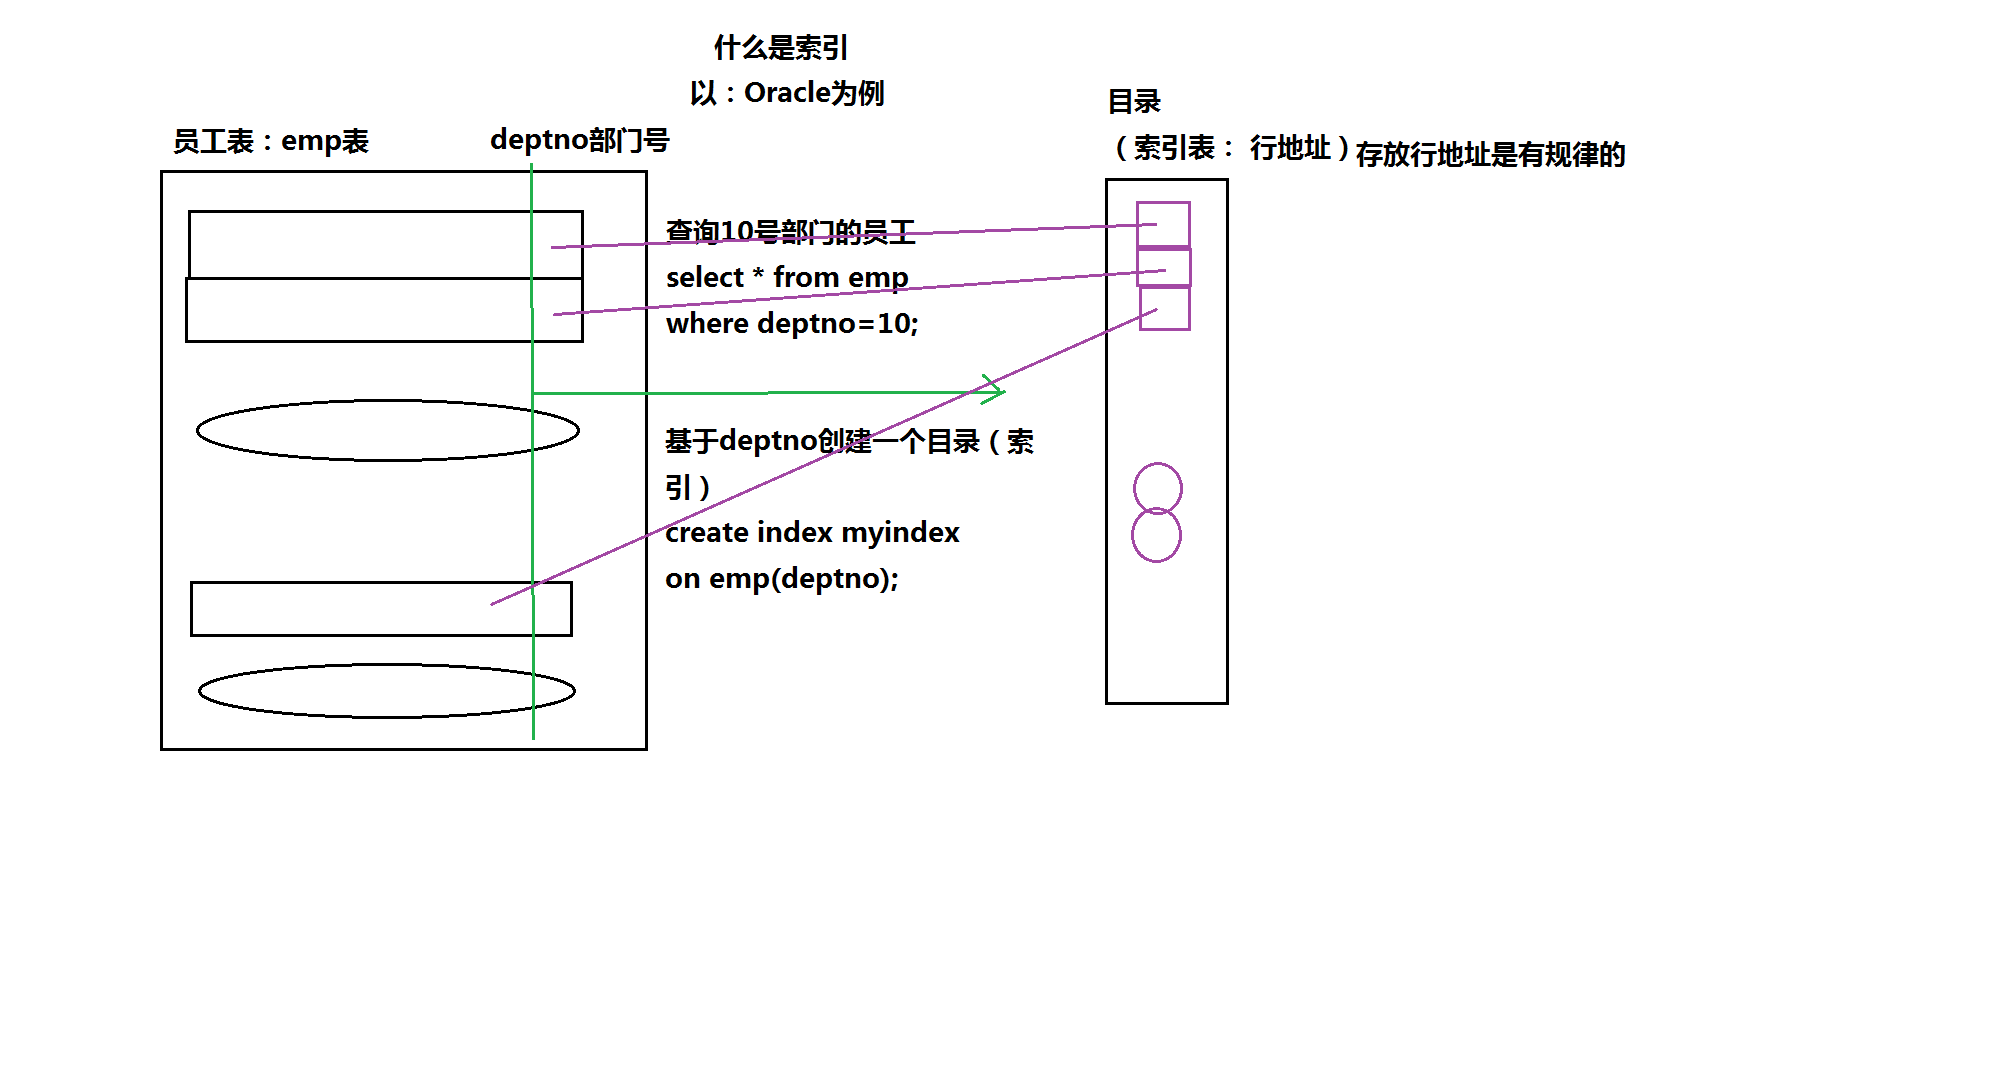 什么是索引
以：Oracle为例
员工表：emp表
deptno部门号
查询10号部门的员工
select * from emp
where deptno=10;
基于deptno创建一个目录（索
引）
create index myindex
on emp(deptno);
目录
（索引表： 行地址）存放行地址是有规律的